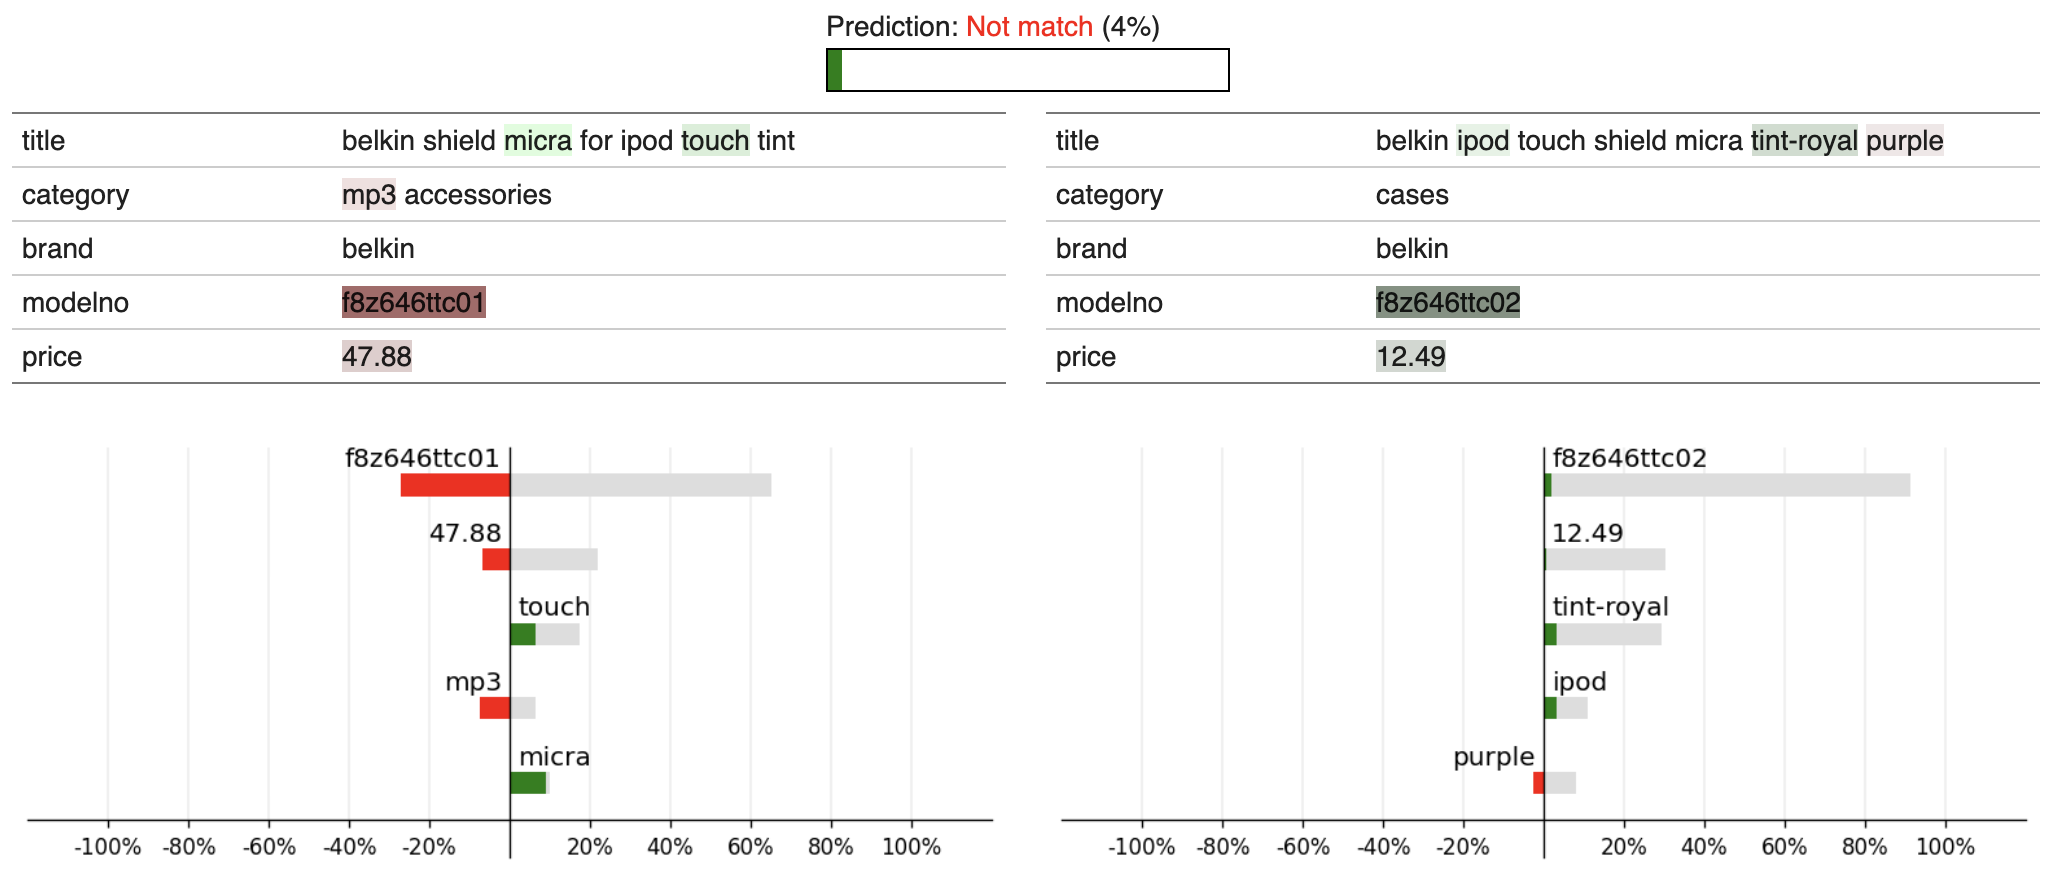 Prediction: Not match (4%)
title belkin shield micra for ipod touch tint
category mp3 accessories
brand belkin
modelno f8z646ttc01
price 47.88
title belkin ipod touch shield micra tint-royal purple
category cases
brand belkin
modelno f8z646ttc02
price 12.49
f8z646ttc01
47.88
touch
mp3
micra
-100% -80% -60% -40% -20% 20% 40% 60% 80% 100%
f8z646ttc02
12.49
tint-royal
ipod
purple
-100% -80% -60% -40% -20% 20% 40% 60% 80% 100%